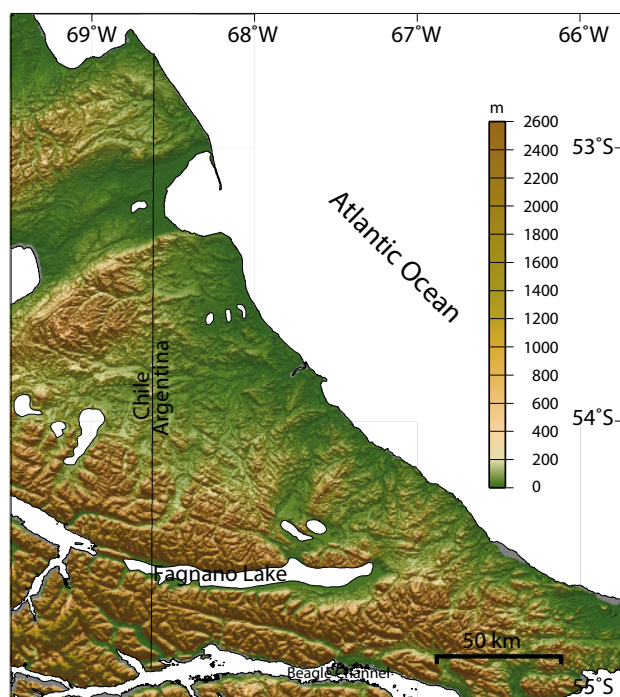 69˚W
68˚W
67˚W
66˚W
m
2600
2400
2200
2000
1800
1600
1400
1200
1000
800
600
400
200
0
53˚S
Atlantic Ocean
Chile
Argentina
54˚S
Fagnano Lake
50 km
Beagle Channel
55˚S